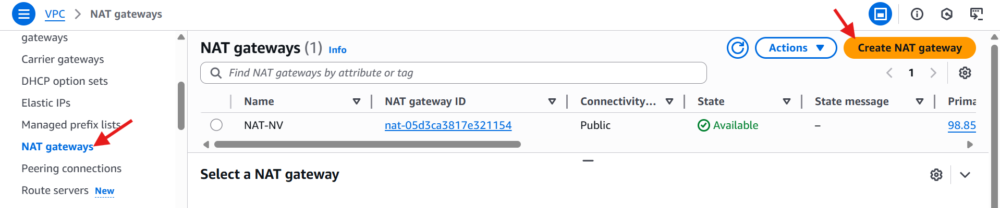 VPC > NAT gateways
gateways
Carrier gateways
DHCP option sets
Elastic IPs
Managed prefix lists
NAT gateways
Peering connections
Route servers New
NAT gateways (1) Info
Actions
Create NAT gateway
Find NAT gateways by attribute or tag
1
Name NAT gateway ID Connectivity... State State message Prima
NAT-NV nat-05d3ca3817e321154 Public Available – 98.85
Select a NAT gateway